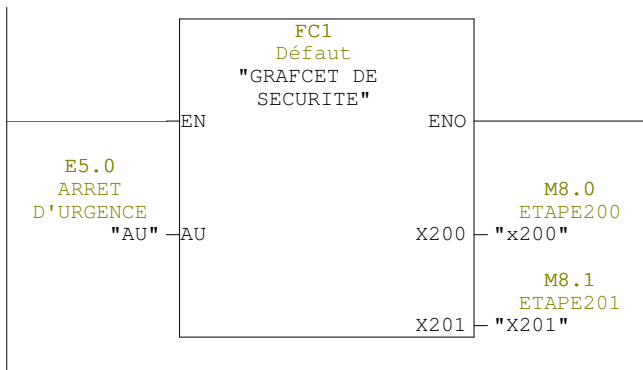 FC1
Défaut
"GRAFCET DE
SECURITE"
EN
ENO
E5.0
ARRET
D'URGENCE
"AU"
AU
M8.0
ETAPE200
X200
"x200"
M8.1
ETAPE201
X201
"X201"